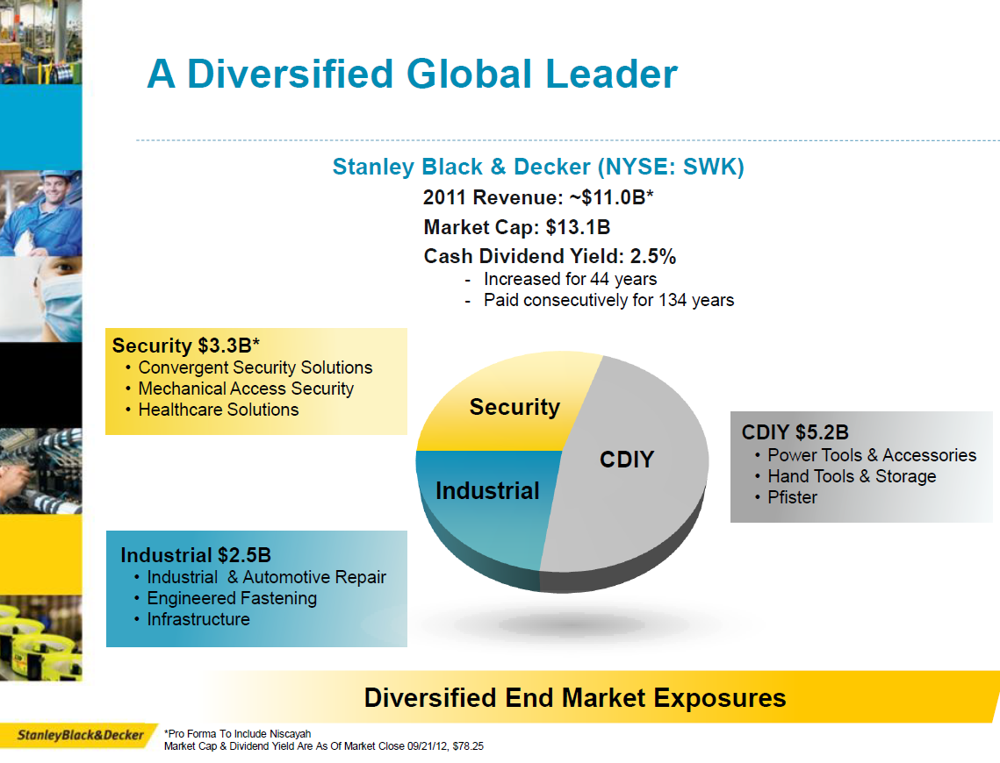 A Diversified Global Leader
Stanley Black & Decker (NYSE: SWK)
2011 Revenue: ~$11.0B*
Market Cap: $13.1B
Cash Dividend Yield: 2.5%
- Increased for 44 years
- Paid consecutively for 134 years
Security $3.3B*
• Convergent Security Solutions
• Mechanical Access Security
• Healthcare Solutions
Security
CDIY
Industrial
CDIY $5.2B
• Power Tools & Accessories
• Hand Tools & Storage
• Pfister
Industrial $2.5B
• Industrial & Automotive Repair
• Engineered Fastening
• Infrastructure
Diversified End Market Exposures
StanleyBlack&Decker
*Pro Forma To Include Niscayah
Market Cap & Dividend Yield Are As Of Market Close 09/21/12, $78.25